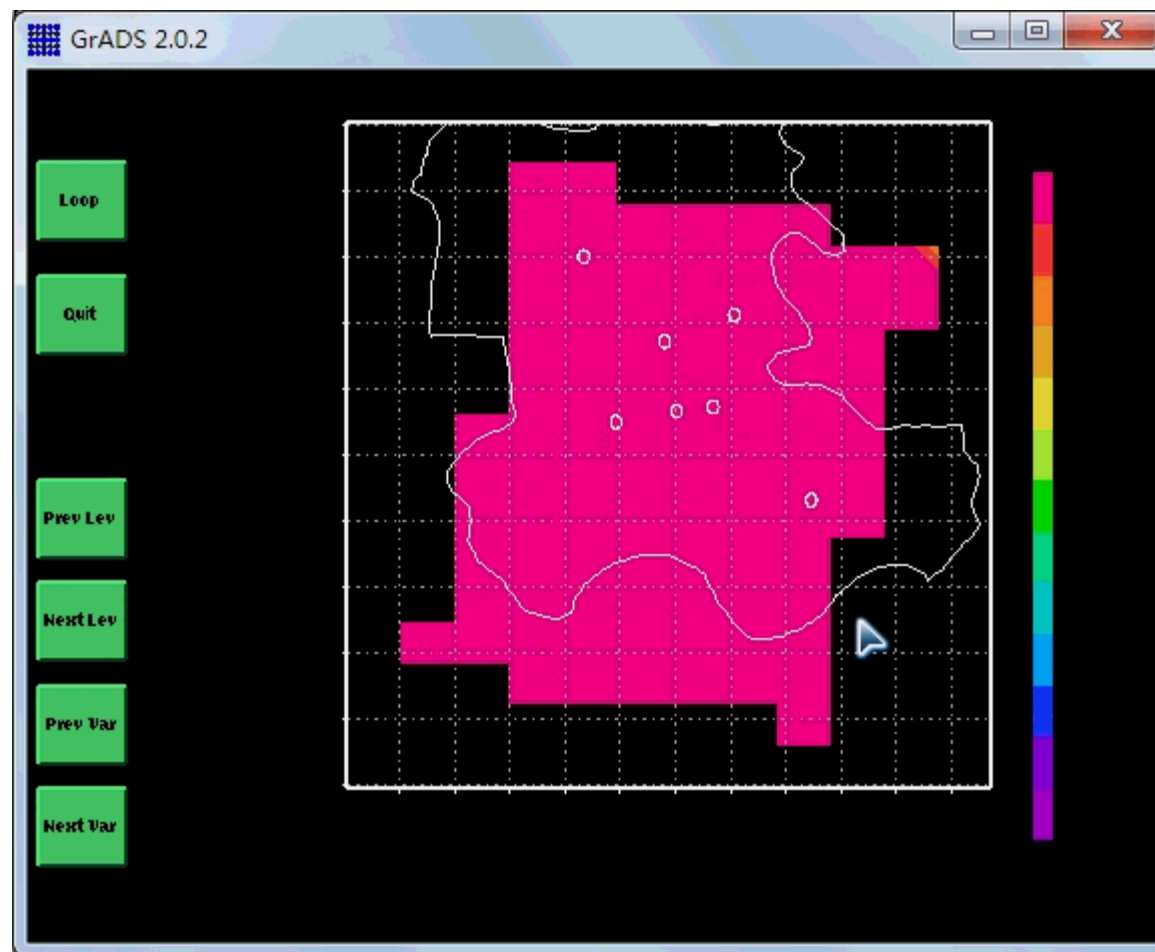 GrADS 2.0.2
Loop
Quit
Prev Lev
Next Lev
Prev Var
Next Var